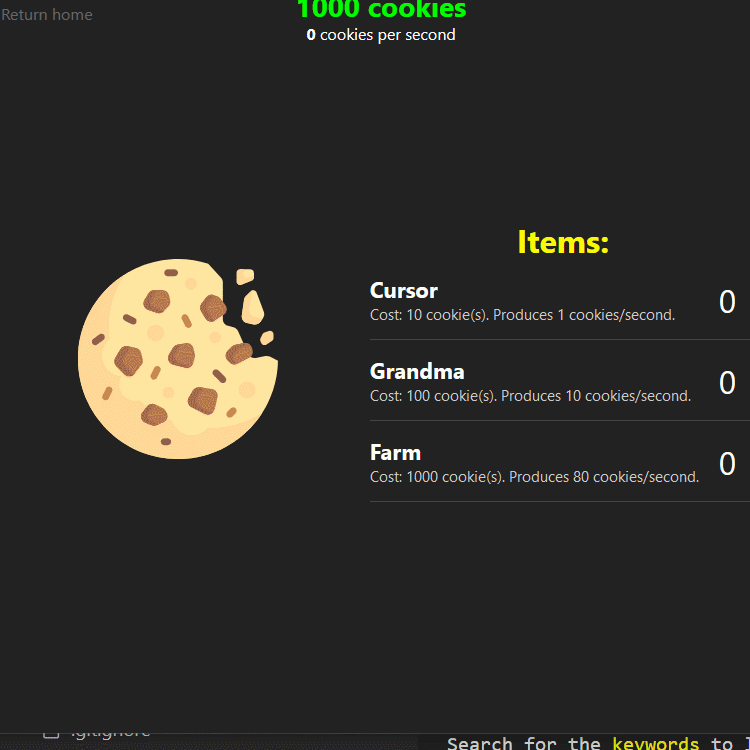 Return home
1000 cookies
0 cookies per second
Items:
Cursor
Cost: 10 cookie(s). Produces 1 cookies/second.
0
Grandma
Cost: 100 cookie(s). Produces 10 cookies/second.
0
Farm
Cost: 1000 cookie(s). Produces 80 cookies/second.
0
.gitignore
Search for the keywords to